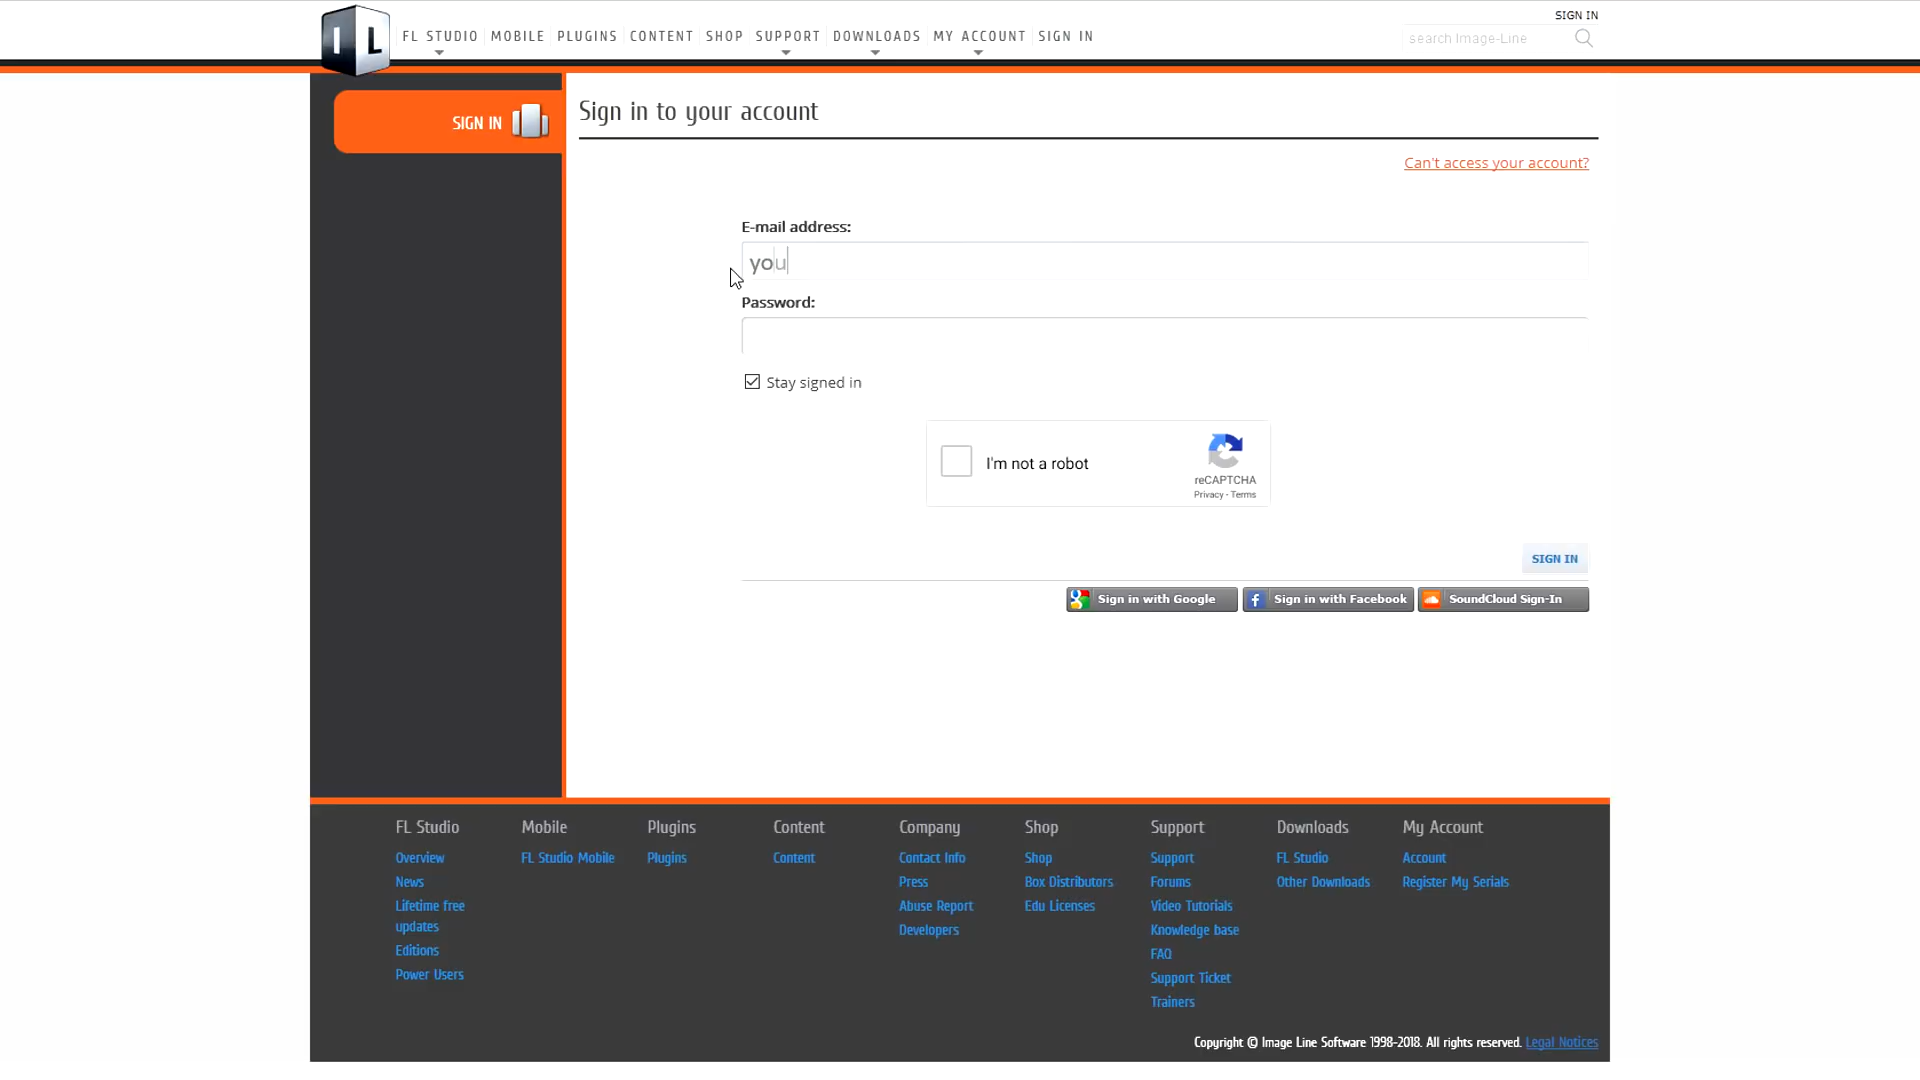 SIGN IN
I L
FL STUDIO MOBILE PLUGINS CONTENT SHOP SUPPORT DOWNLOADS MY ACCOUNT SIGN IN
search Image-Line
SIGN IN
Sign in to your account
Can't access your account?
E-mail address:
you
Password:
Stay signed in
I'm not a robot
reCAPTCHA
Privacy - Terms
SIGN IN
Sign in with Google
Sign in with Facebook
SoundCloud Sign-In
FL Studio
Overview
News
Lifetime free
updates
Editions
Power Users
Mobile
FL Studio Mobile
Plugins
Plugins
Content
Content
Company
Contact Info
Press
Abuse Report
Developers
Shop
Shop
Box Distributors
Edu Licenses
Support
Support
Forums
Video Tutorials
Knowledge base
FAQ
Support Ticket
Trainers
Downloads
FL Studio
Other Downloads
My Account
Account
Register My Serials
Copyright © Image Line Software 1998-2018. All rights reserved. Legal Notices